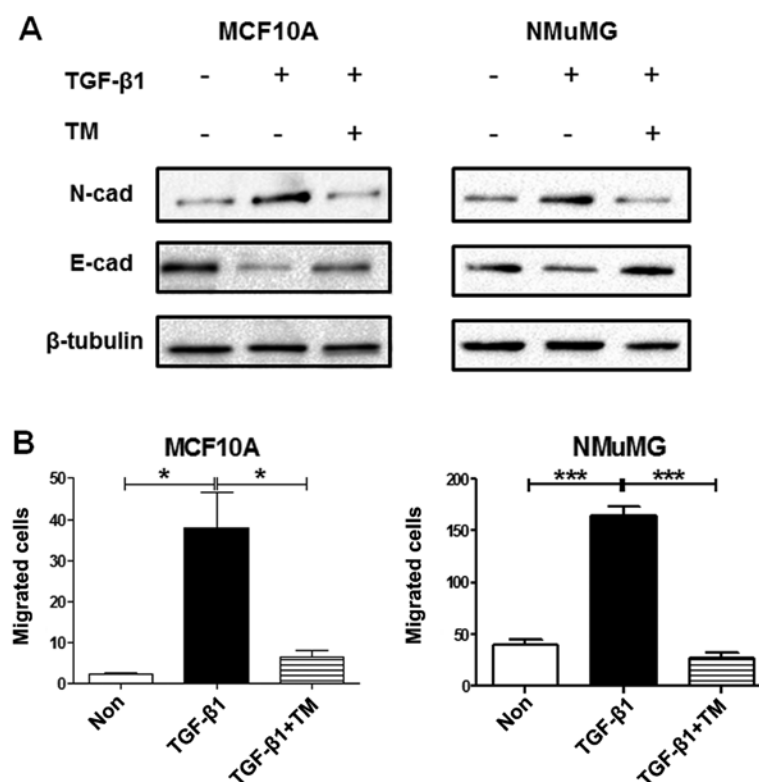 A
MCF10A NMuMG
TGF-β1 - + + - + +
TM - - + - - +
N-cad
E-cad
β-tubulin
B
MCF10A NMuMG
* * *** ***
Migrated cells
50
40
30
20
10
0
Non TGF-β1 TGF-β1+TM
Migrated cells
200
150
100
50
0
Non TGF-β1 TGF-β1+TM